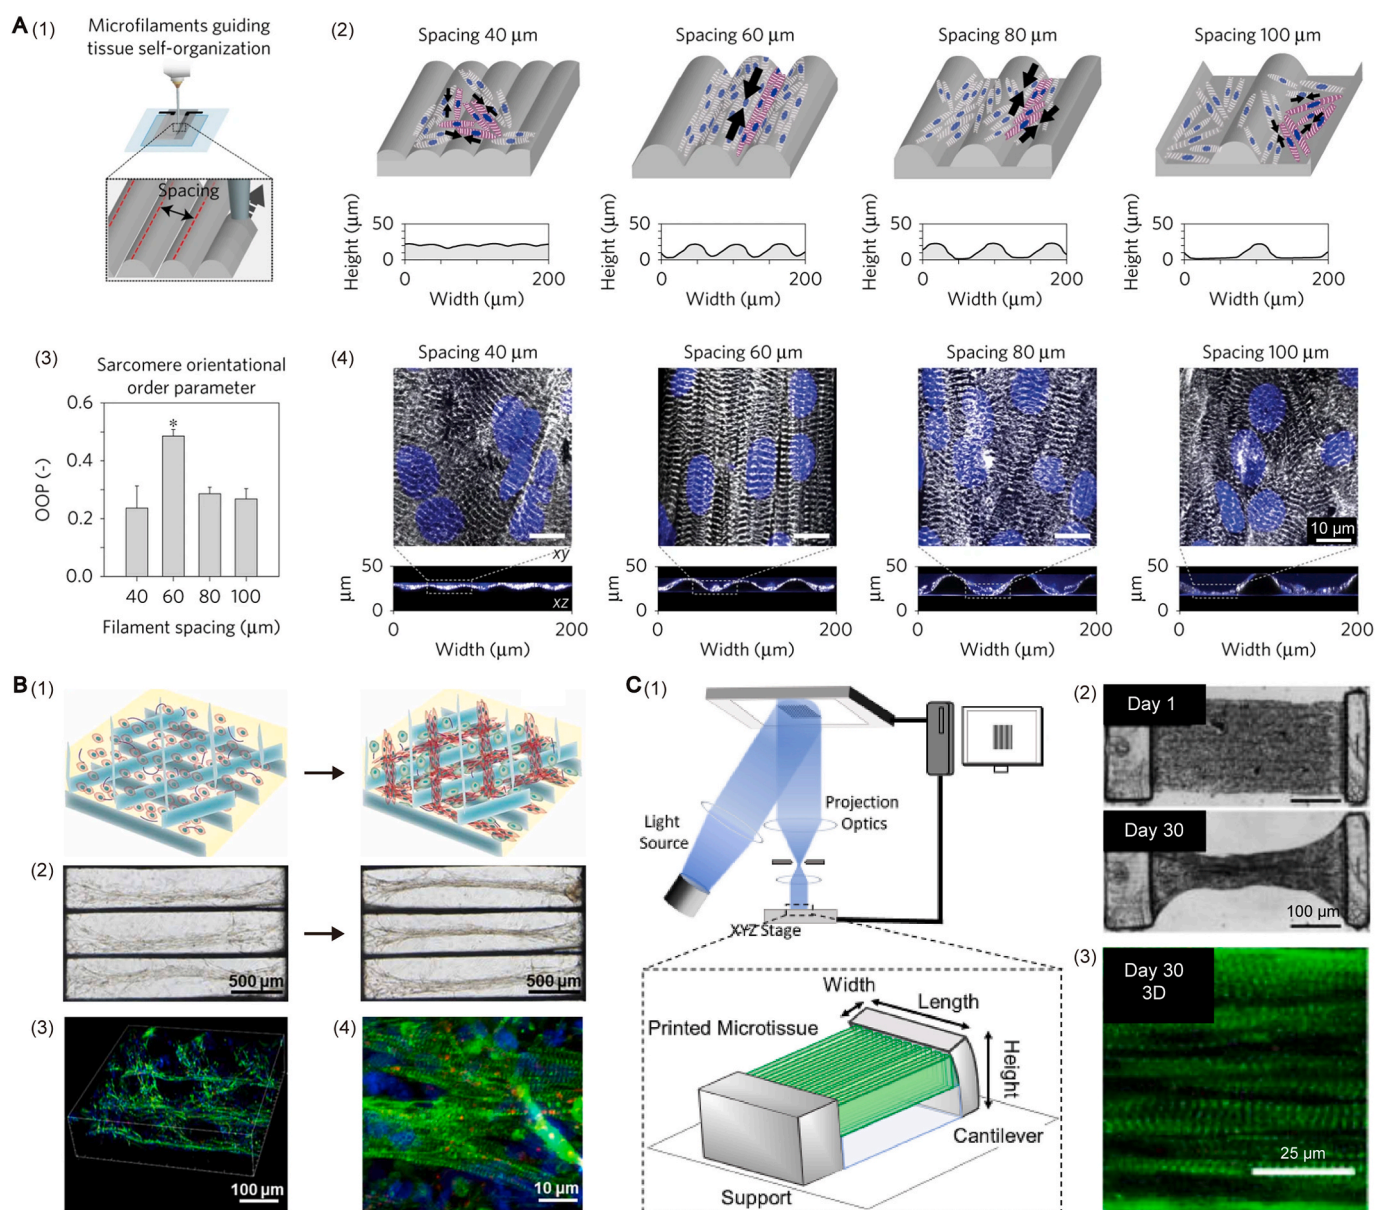 A (1)
Microfilaments guiding
tissue self-organization
Spacing
(2)
Spacing 40 μm
Spacing 60 μm
Spacing 80 μm
Spacing 100 μm
Height (μm)
50
0
0
200
Width (μm)
Height (μm)
50
0
0
200
Width (μm)
Height (μm)
50
0
0
200
Width (μm)
Height (μm)
50
0
0
200
Width (μm)
(3)
Sarcomere orientational
order parameter
OOP (-)
0.6
0.4
0.2
0.0
*
40 60 80 100
Filament spacing (μm)
(4)
Spacing 40 μm
Spacing 60 μm
Spacing 80 μm
Spacing 100 μm
xy
10 μm
μm
50
0
xz
0
200
Width (μm)
50
0
0
200
Width (μm)
50
0
0
200
Width (μm)
μm
50
0
0
200
Width (μm)
B (1)
(2)
500 μm
500 μm
(3)
100 μm
(4)
10 μm
C (1)
Light
Source
Projection
Optics
XYZ Stage
Width
Length
Printed Microtissue
Height
Cantilever
Support
(2)
Day 1
Day 30
100 μm
(3)
Day 30
3D
25 μm